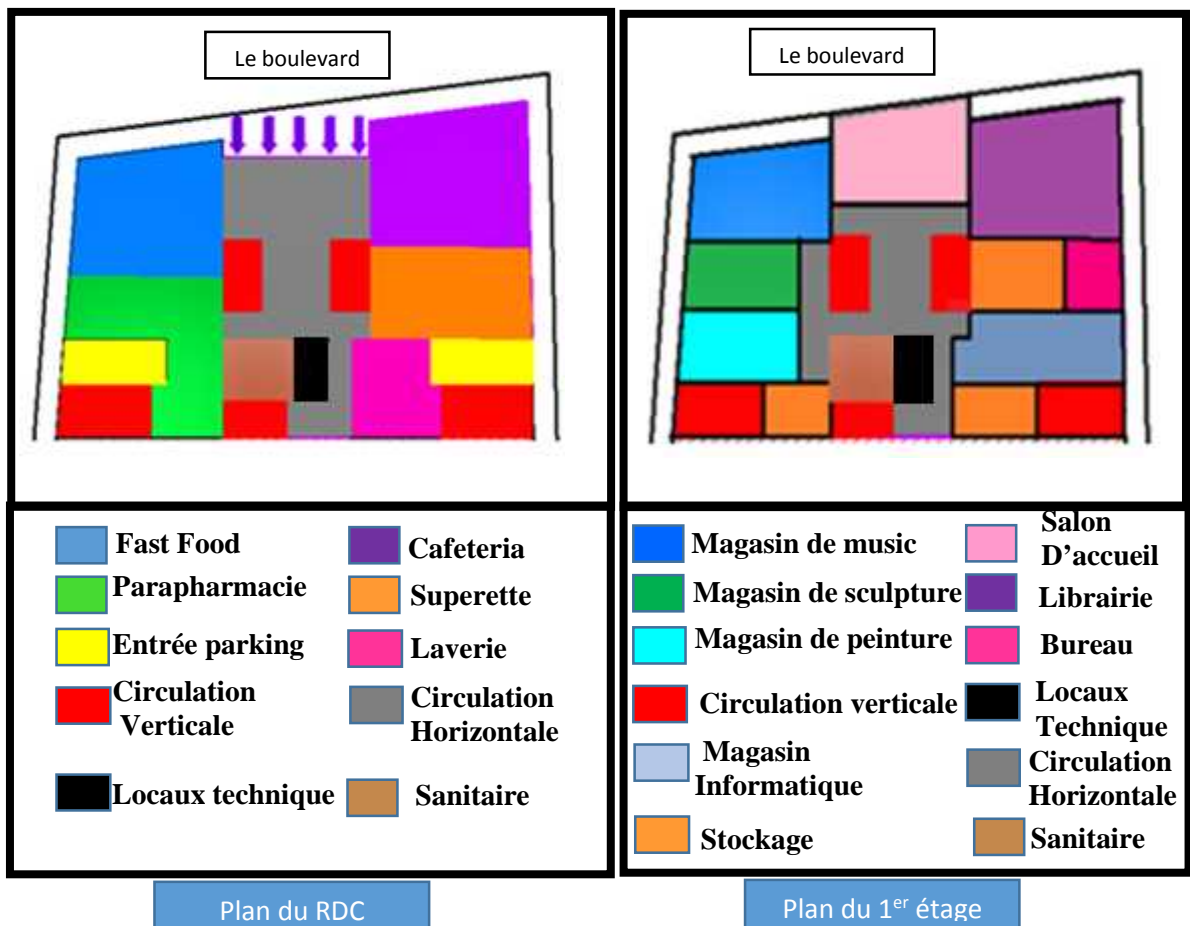 Le boulevard
Fast Food
Cafeteria
Parapharmacie
Superette
Entrée parking
Laverie
Circulation
Verticale
Circulation
Horizontale
Locaux technique
Sanitaire
Plan du RDC
Le boulevard
Magasin de music
Salon
D’accueil
Magasin de sculpture
Librairie
Magasin de peinture
Bureau
Circulation verticale
Locaux
Technique
Magasin
Informatique
Circulation
Horizontale
Stockage
Sanitaire
Plan du 1er étage